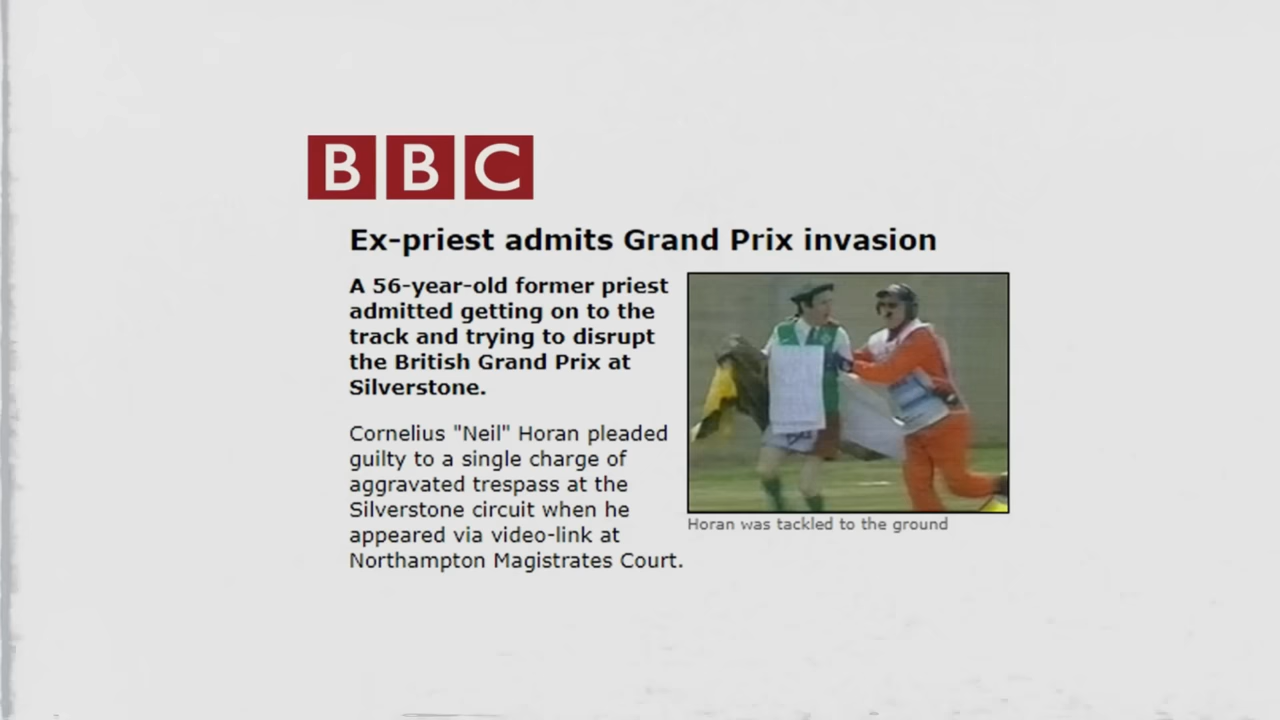 BBC
Ex-priest admits Grand Prix invasion
A 56-year-old former priest
admitted getting on to the
track and trying to disrupt
the British Grand Prix at
Silverstone.
Cornelius "Neil" Horan pleaded
guilty to a single charge of
aggravated trespass at the
Silverstone circuit when he
appeared via video-link at
Northampton Magistrates Court.
Horan was tackled to the ground